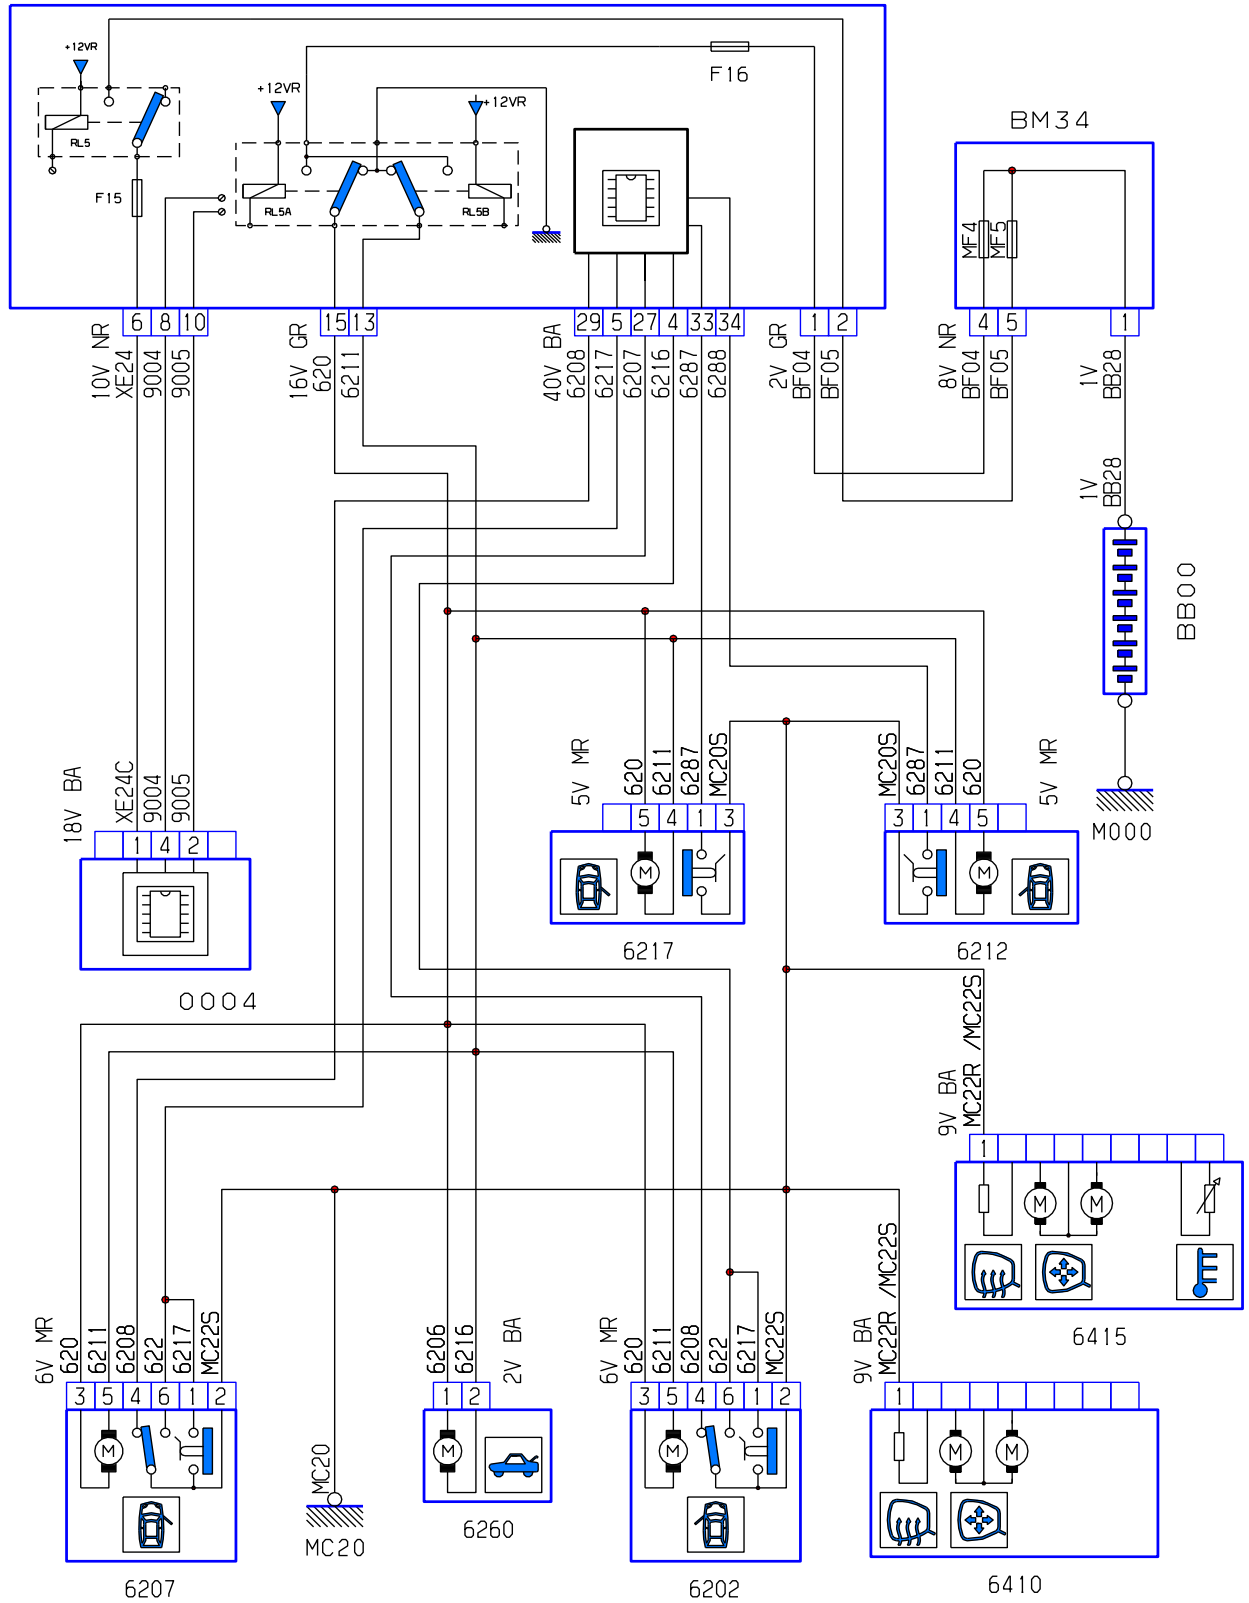 +12VR
RL5
F15
+12VR
+12VR
RL5A
RL5B
F16
BM34
MF4
MF5
6
8
10
15
13
29
5
27
4
33
34
1
2
4
5
1
10V NR
XE24
9004
9005
16V GR
620
6211
40V BA
6208
6217
6207
6216
6287
6288
2V GR
BF04
BF05
8V NR
BF04
BF05
1V
BB28
1V
BB28
BB00
M000
18V BA
XE24C
9004
9005
1
4
2
0004
5V MR
620
6211
6287
MC20S
5
4
1
3
M
6217
MC20S
6287
6211
620
5V MR
3
1
4
5
M
6212
9V BA
MC22R /MC22S
1
M
M
6415
6V MR
620
6211
6208
622
6217
MC22S
3
5
4
6
1
2
M
6207
MC20
MC20
6206
6216
2V BA
1
2
M
6260
6V MR
620
6211
6208
622
6217
MC22S
3
5
4
6
1
2
M
6202
9V BA
MC22R /MC22S
1
M
M
6410